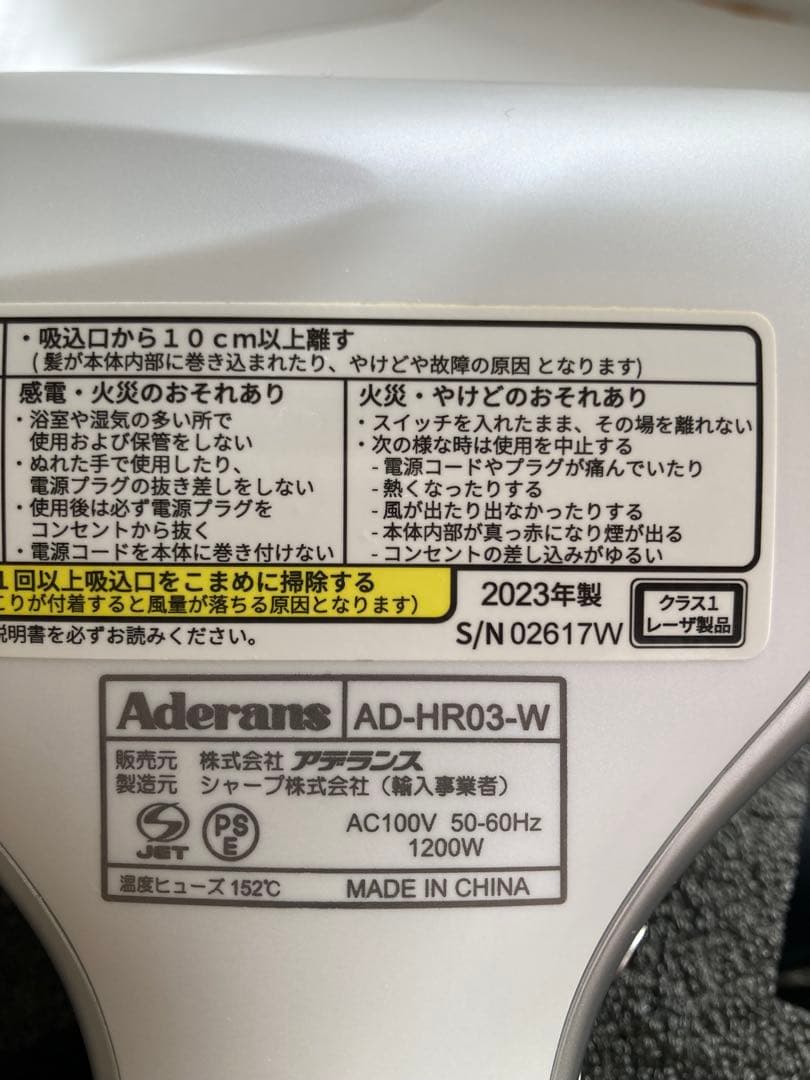 ・吸込口から１０ｃｍ以上離す
(髪が本体内部に巻き込まれたり、やけどや故障の原因 となります)
感電・火災のおそれあり
・浴室や湿気の多い所で
使用および保管をしない
・ぬれた手で使用したり、
電源プラグの抜き差しをしない
・使用後は必ず電源プラグを
コンセントから抜く
・電源コードを本体に巻き付けない
火災・やけどのおそれあり
・スイッチを入れたまま、その場を離れない
・次の様な時は使用を中止する
- 電源コードやプラグが痛んでいたり
- 熱くなったりする
- 風が出たり出なかったりする
- 本体内部が真っ赤になり煙が出る
- コンセントの差し込みがゆるい
1回以上吸込口をこまめに掃除する
こりが付着すると風量が落ちる原因となります）
説明書を必ずお読みください。
2023年製
S/N 02617W
クラス1
レーザ製品
Aderans
AD-HR03-W
販売元 株式会社 アデランス
製造元 シャープ株式会社（輸入事業者）
JET
PS
E
AC100V 50-60Hz
1200W
温度ヒューズ 152℃
MADE IN CHINA